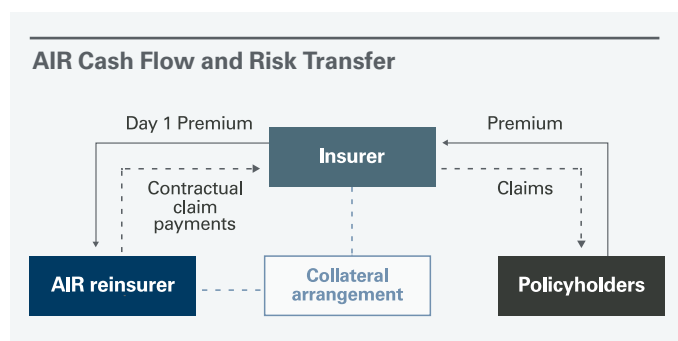 AIR Cash Flow and Risk Transfer
Day 1 Premium
Premium
Insurer
Contractual
claim
payments
Claims
AIR reinsurer
Collateral
arrangement
Policyholders